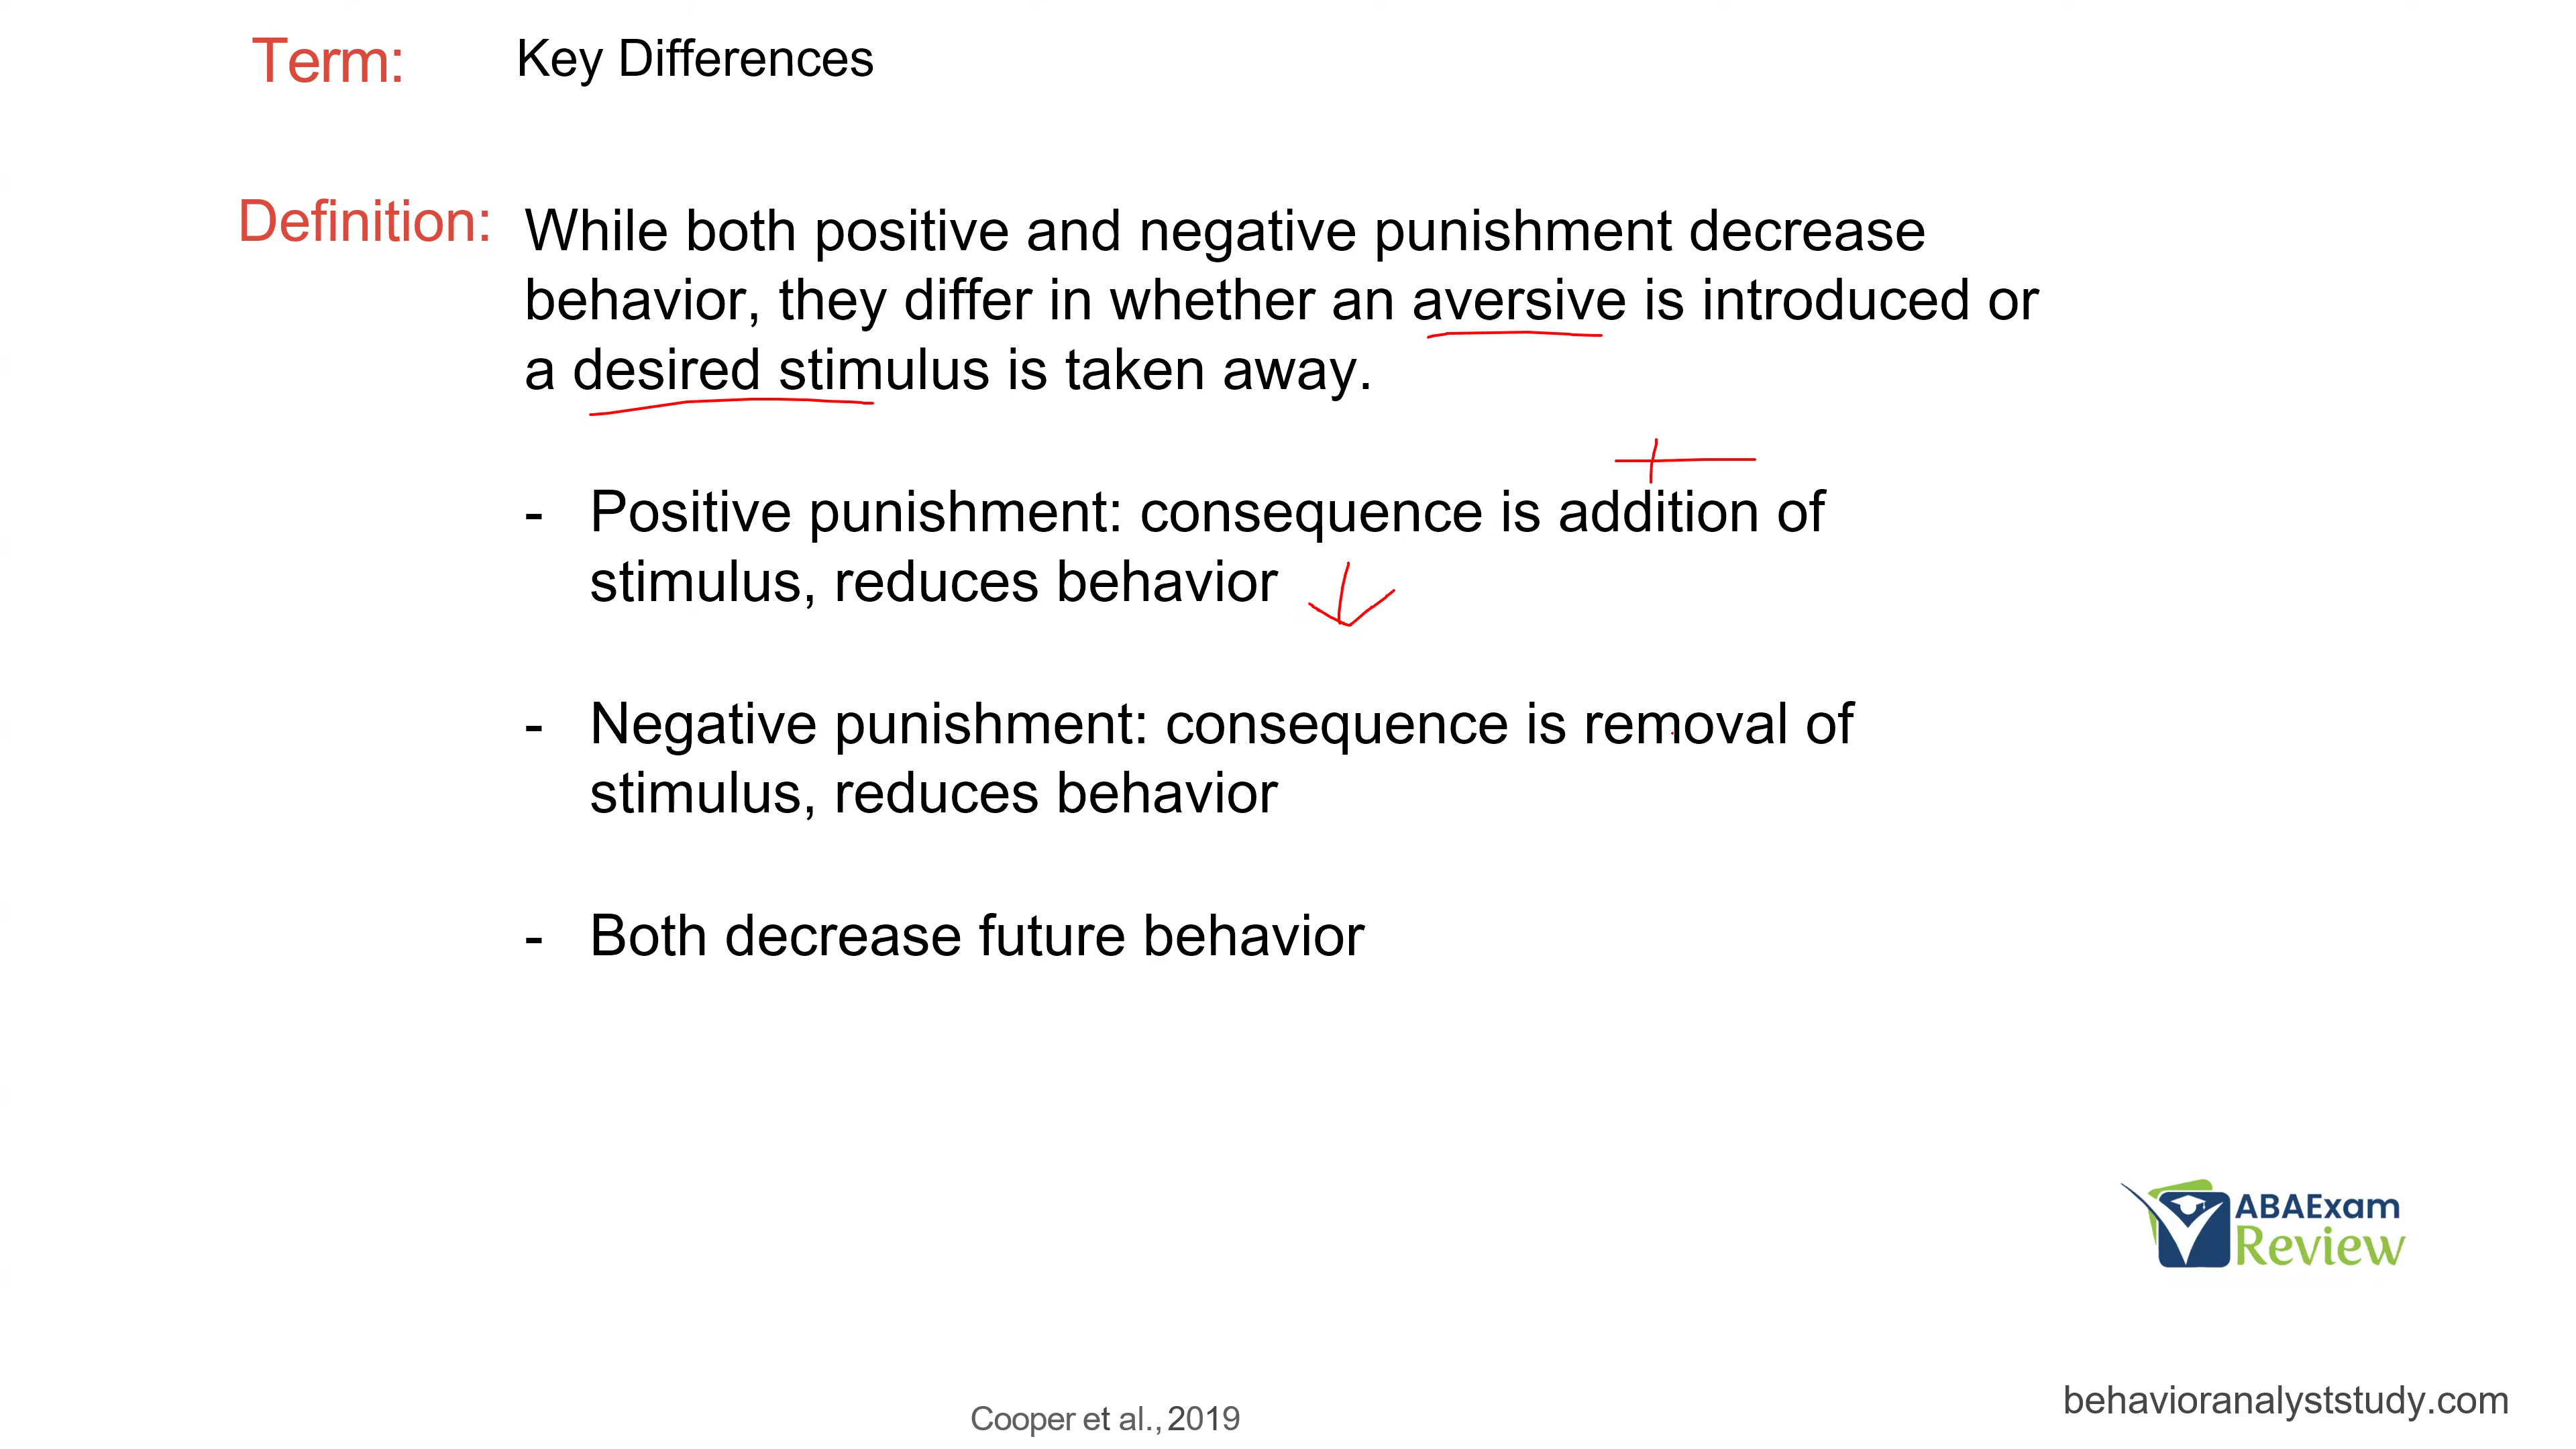 Term: Key Differences
Definition: While both positive and negative punishment decrease
behavior, they differ in whether an aversive is introduced or
a desired stimulus is taken away.
- Positive punishment: consequence is addition of
stimulus, reduces behavior
- Negative punishment: consequence is removal of
stimulus, reduces behavior
- Both decrease future behavior
ABAExam
Review
behavioranalyststudy.com
Cooper et al., 2019